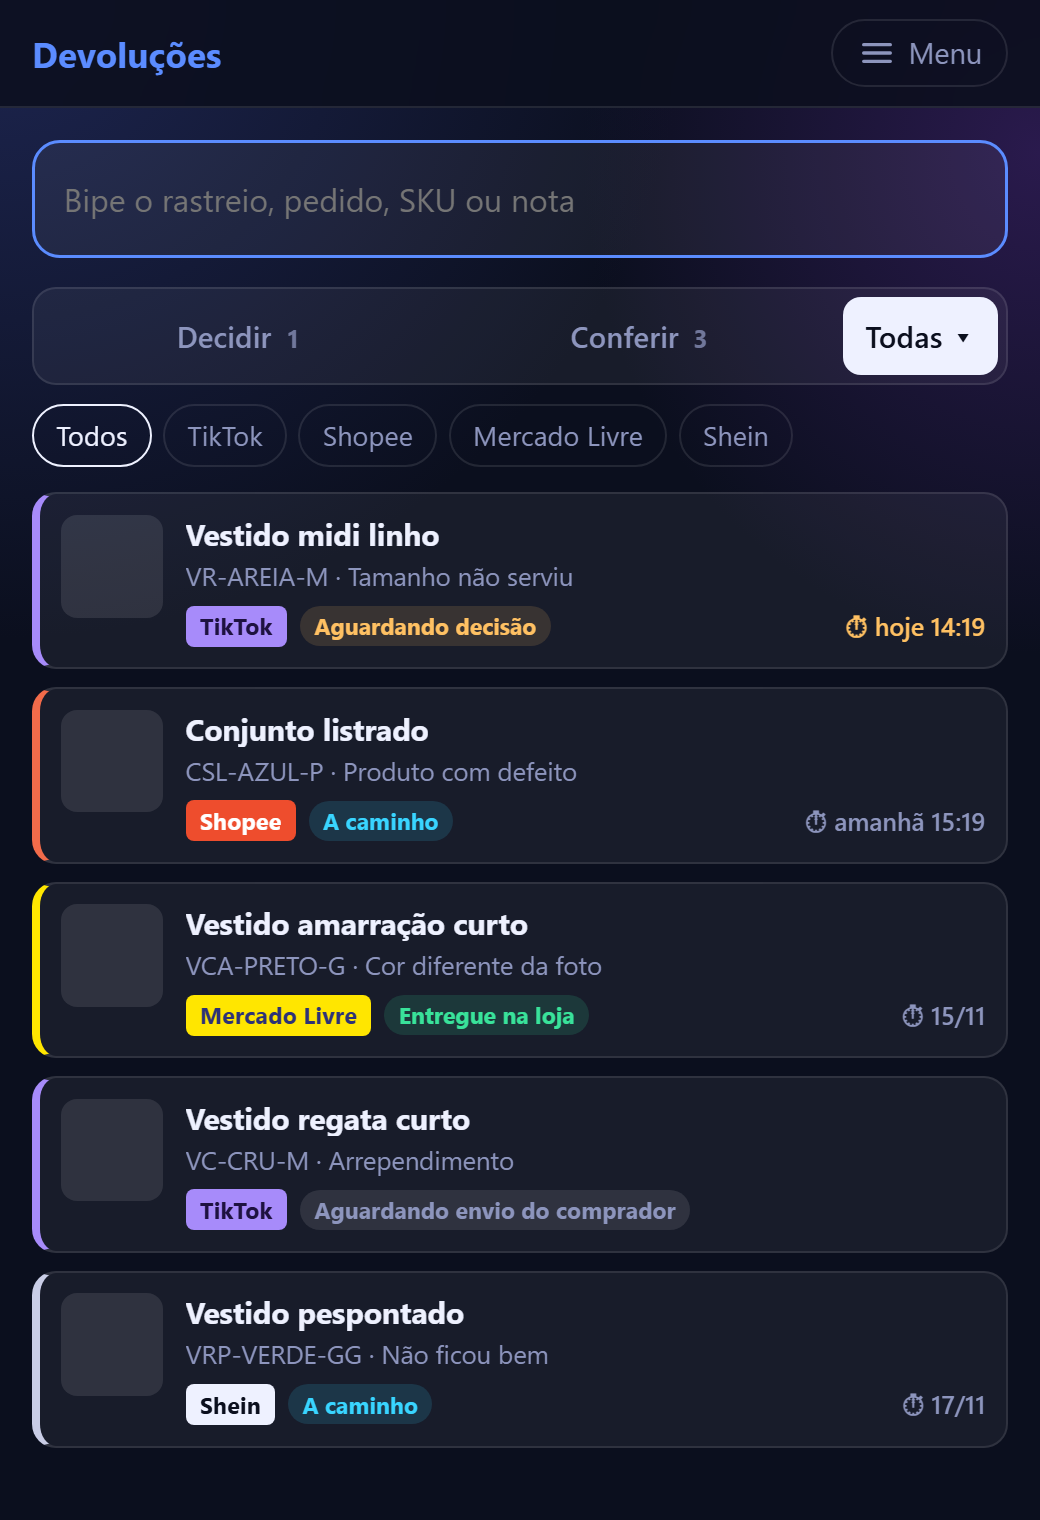 Devoluções
Menu
Bipe o rastreio, pedido, SKU ou nota
Decidir 1
Conferir 3
Todas ▼
Todos
TikTok
Shopee
Mercado Livre
Shein
Vestido midi linho
VR-AREIA-M · Tamanho não serviu
TikTok
Aguardando decisão
⏱ hoje 14:19
Conjunto listrado
CSL-AZUL-P · Produto com defeito
Shopee
A caminho
⏱ amanhã 15:19
Vestido amarração curto
VCA-PRETO-G · Cor diferente da foto
Mercado Livre
Entregue na loja
⏱ 15/11
Vestido regata curto
VC-CRU-M · Arrependimento
TikTok
Aguardando envio do comprador
Vestido pespontado
VRP-VERDE-GG · Não ficou bem
Shein
A caminho
⏱ 17/11